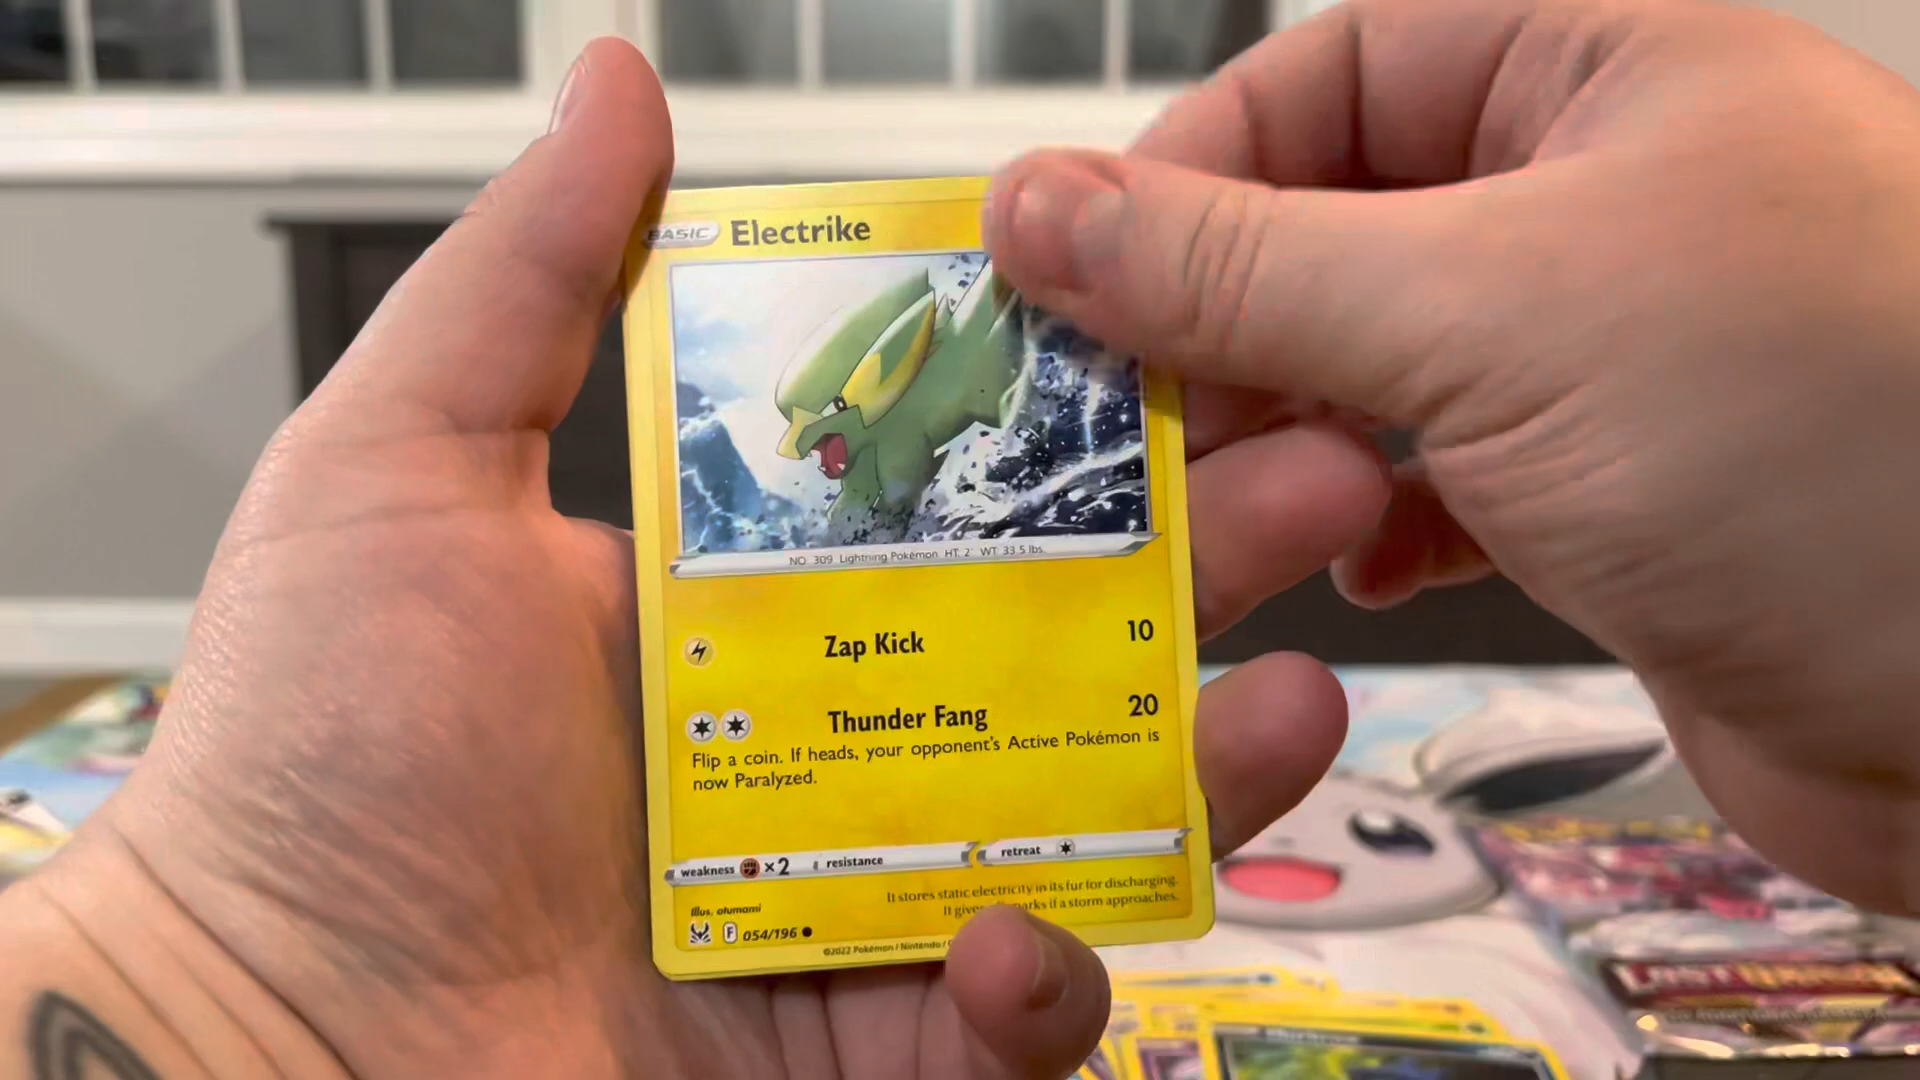 BASIC Electrike
NO. 309 Lightning Pokémon HT: 2' WT: 33.5 lbs.
Zap Kick 10
Thunder Fang 20
Flip a coin. If heads, your opponent's Active Pokémon is
now Paralyzed.
weakness ×2 resistance retreat
It stores static electricity in its fur for discharging.
It gives if a storm approaches.
Illus. otumami
F 054/196
©2022 Pokémon / Nintendo /
LOST ORIGIN